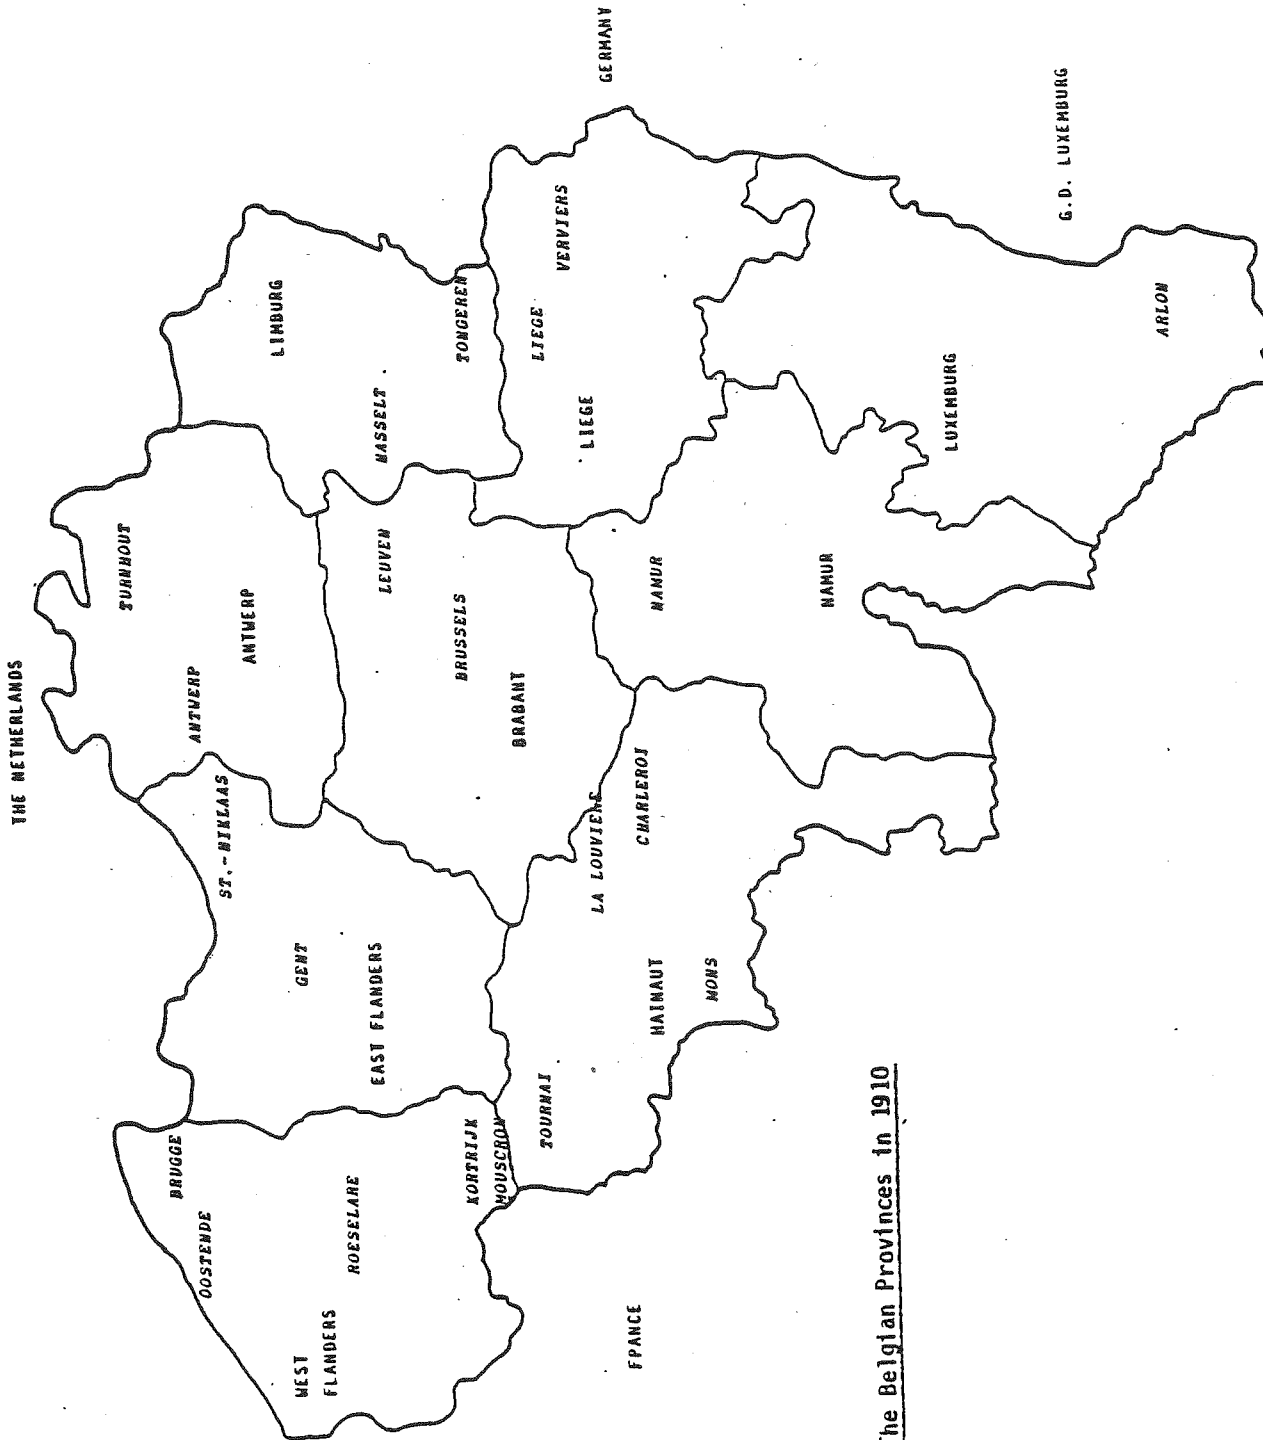 THE NETHERLANDS
TURNHOUT
ANTWERP
ANTWERP
ST.-NIKLAAS
BRUGGE
OOSTENDE
GENT
EAST FLANDERS
ROESELARE
WEST
FLANDERS
KORTRIJK
MOUSCRON
LIMBURG
HASSELT
TONGEREN
LEUVEN
BRUSSELS
BRABANT
GERMANY
VERVIERS
LIEGE
LIEGE
TOURNAI
LA LOUVIERE
CHARLEROI
HAINAUT
MONS
NAMUR
NAMUR
FRANCE
LUXEMBURG
G.D. LUXEMBURG
ARLON
he Belgian Provinces in 1910